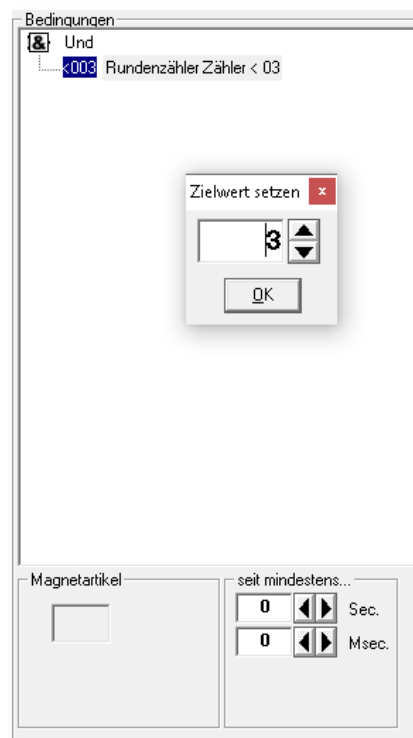 Bedingungen
& Und
<003 Rundenzähler Zähler < 03
Zielwert setzen x
3
OK
Magnetartikel
seit mindestens...
0 Sec.
0 Msec.